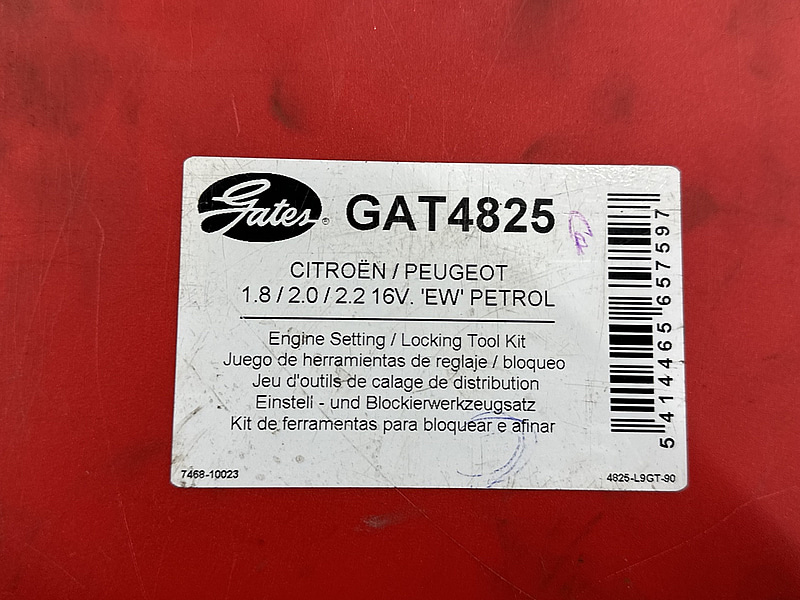 Gates® GAT4825
CITROËN / PEUGEOT
1.8 / 2.0 / 2.2 16V. 'EW' PETROL
Engine Setting / Locking Tool Kit
Juego de herramientas de reglaje / bloqueo
Jeu d'outils de calage de distribution
Einstell - und Blockierwerkzeugsatz
Kit de ferramentas para bloquear e afinar
7468-10023
4825-L9GT-90
5 414465 657597